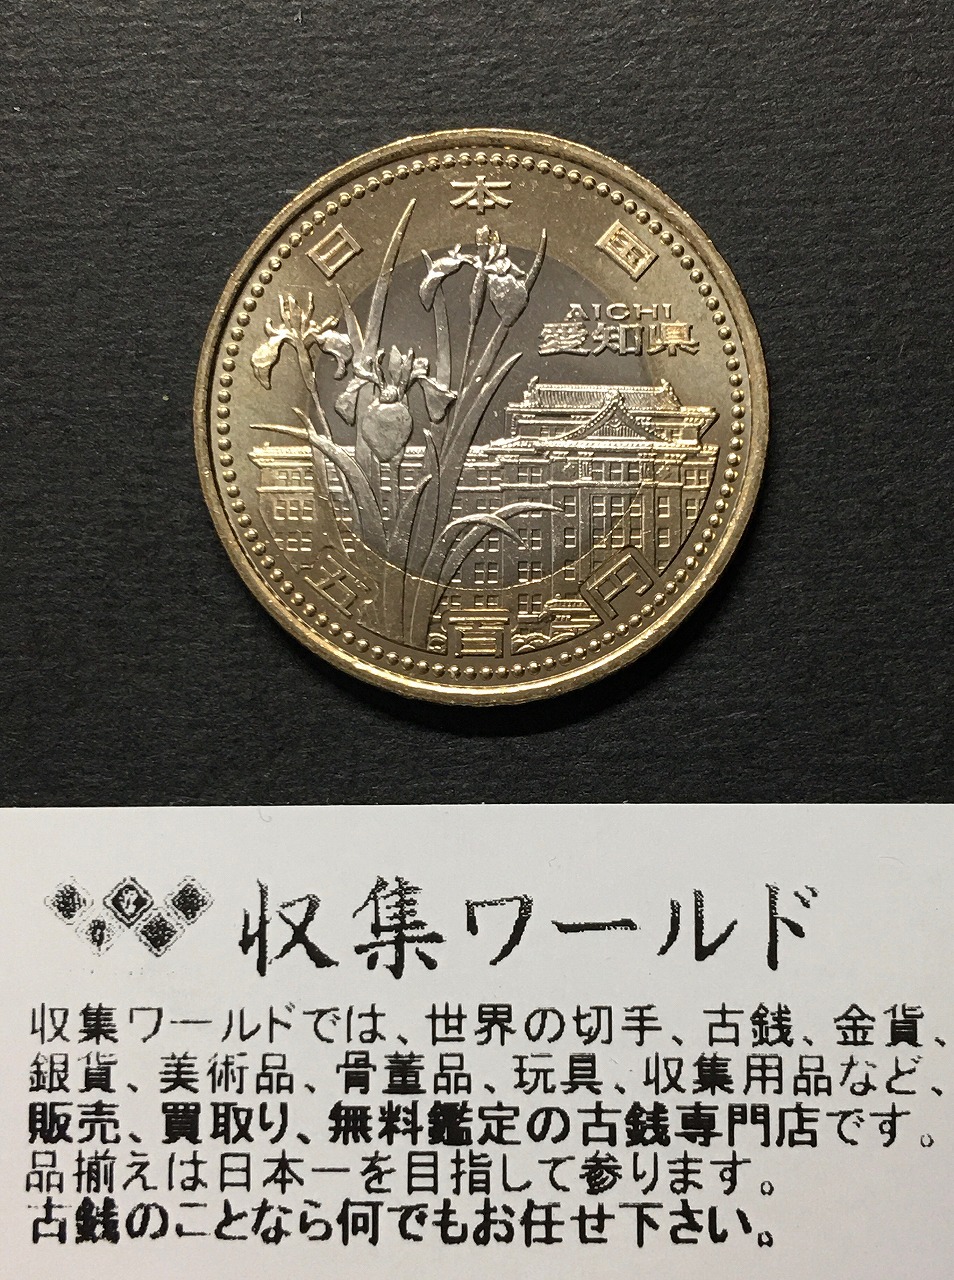 日本国
AICHI
愛知県
五百円
収集ワールド
収集ワールドでは、世界の切手、古銭、金貨、
銀貨、美術品、骨董品、玩具、収集用品など、
販売、買取り、無料鑑定の古銭専門店です。
品揃えは日本一を目指して参ります。
古銭のことなら何でもお任せ下さい。